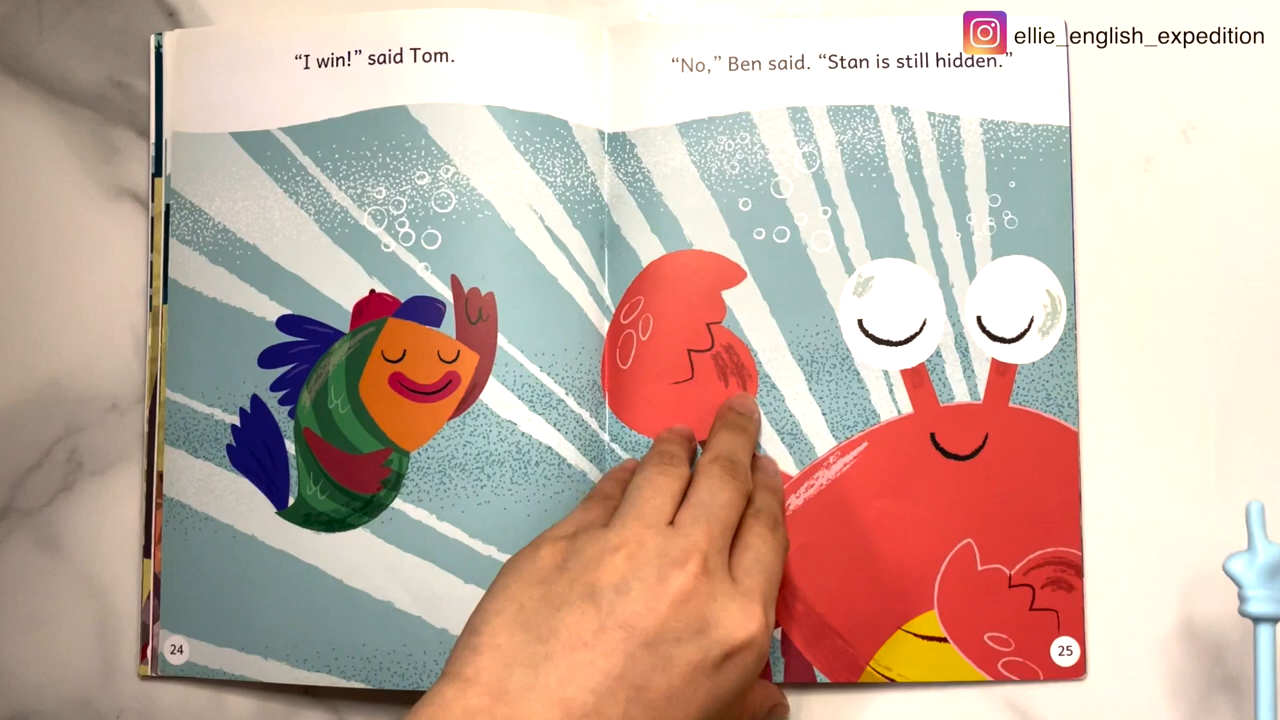 ellie_english_expedition
“I win!” said Tom.
“No,” Ben said. “Stan is still hidden.”
24
25